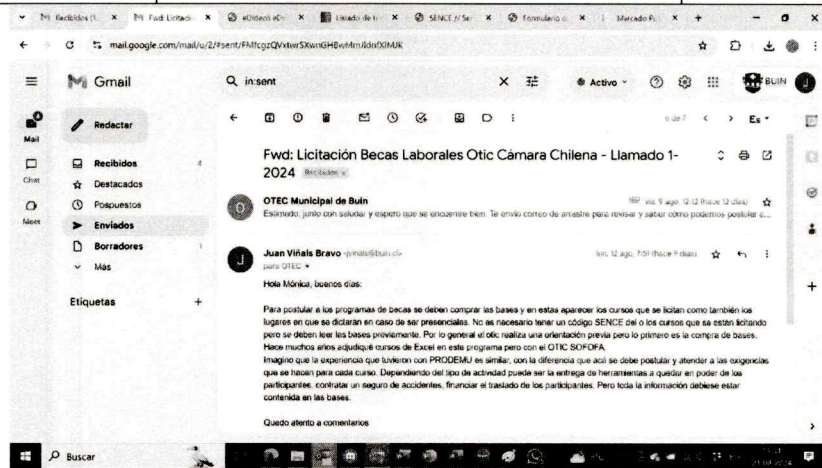 Recibidos (1.
M Fwd: Licitaci
eDideco eD
Listado de
SENCE // Se
Formulario
Mercado P
mail.google.com/mail/u/2/#sent/
Gmail
in:sent
Activo
BUIN
Mail
Redactar
6 de 7
Es
Chat
Meet
Recibidos 4
Destacados
Pospuestos
Enviados
Borradores 1
Más
Etiquetas
Fwd: Licitación Becas Laborales Otic Cámara Chilena - Llamado 1-
2024 Recibidos x
OTEC Municipal de Buin
vie, 9 ago, 12:12 (hace 12 días)
Estimado, junto con saludar y espero que se encuentre bien. Te envío correo de arrastre para revisar y saber cómo podemos postular a...
Juan Viñals Bravo <jvinals@buin.cl>
lun, 12 ago, 7:51 (hace 9 días)
para OTEC
Hola Mónica, buenos días:
Para postular a los programas de becas se deben comprar las bases y en estas aparecer los cursos que se licitan como también los
lugares en que se dictarán en caso de ser presenciales. No es necesario tener un código SENCE del o los cursos que se están licitando
pero se deben leer las bases previamente. Por lo general el otic realiza una orientación previa pero lo primero es la compra de bases.
Hace muchos años adjudiqué cursos de Excel en este programa pero con el OTIC SOFOFA.
Imagino que la experiencia que tuvieron con PRODEMU es similar, con la diferencia que acá se debe postular y atender a las exigencias
que se hacen para cada curso. Dependiendo del tipo de actividad puede ser la entrega de herramientas a quedar en poder de los
participantes, contratar un seguro de accidentes, financiar el traslado de los participantes. Pero toda la información debiese estar
contenida en las bases.
Quedo atento a comentarios
Buscar